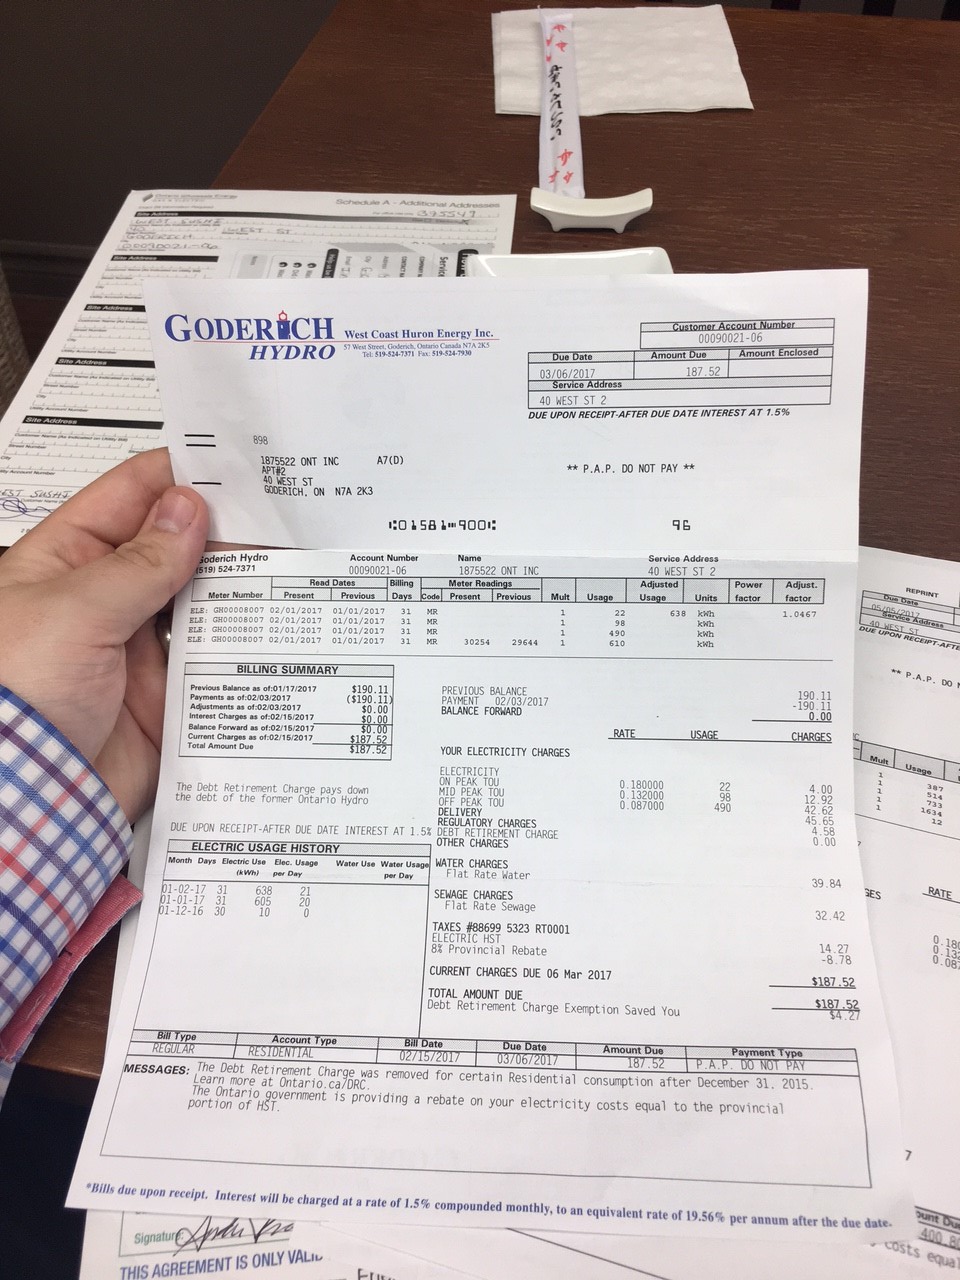 Schedule A - Additional Addresses
395547
Site Address
WEST SUSHI
40 WEST ST
GODERICH
00090021-06
Site Address
Site Address
Site Address
GODERICH
HYDRO
West Coast Huron Energy Inc.
57 West Street, Goderich, Ontario Canada N7A 2K5
Tel: 519-524-7371 Fax: 519-524-7930
Customer Account Number
00090021-06
Due Date Amount Due Amount Enclosed
03/06/2017 187.52
Service Address
40 WEST ST 2
DUE UPON RECEIPT-AFTER DUE DATE INTEREST AT 1.5%
898
1875522 ONT INC A7(D)
APT#2
40 WEST ST
GODERICH, ON N7A 2K3
** P.A.P. DO NOT PAY **
⑆01581⑉900⑆ 96
Goderich Hydro Account Number Name Service Address
(519) 524-7371 00090021-06 1875522 ONT INC 40 WEST ST 2
Read Dates Billing Meter Readings Adjusted Power Adjust.
Meter Number Present Previous Days Code Present Previous Mult Usage Usage Units factor factor
ELE: GH00008007 02/01/2017 01/01/2017 31 MR 1 22 638 kWh 1.0467
ELE: GH00008007 02/01/2017 01/01/2017 31 MR 1 98 kWh
ELE: GH00008007 02/01/2017 01/01/2017 31 MR 1 490 kWh
ELE: GH00008007 02/01/2017 01/01/2017 31 MR 30254 29644 1 610 kWh
BILLING SUMMARY
Previous Balance as of:01/17/2017 $190.11
Payments as of:02/03/2017 ($190.11)
Adjustments as of:02/03/2017 $0.00
Interest Charges as of:02/15/2017 $0.00
Balance Forward as of:02/15/2017 $0.00
Current Charges as of:02/15/2017 $187.52
Total Amount Due $187.52
The Debt Retirement Charge pays down
the debt of the former Ontario Hydro
DUE UPON RECEIPT-AFTER DUE DATE INTEREST AT 1.5%
ELECTRIC USAGE HISTORY
Month Days Electric Use (kWh) Elec. Usage per Day Water Use Water Usage per Day
01-02-17 31 638 21
01-01-17 31 605 20
01-12-16 30 10 0
PREVIOUS BALANCE 190.11
PAYMENT 02/03/2017 -190.11
BALANCE FORWARD 0.00
RATE USAGE CHARGES
YOUR ELECTRICITY CHARGES
ELECTRICITY
ON PEAK TOU 0.180000 22 4.00
MID PEAK TOU 0.132000 98 12.92
OFF PEAK TOU 0.087000 490 42.62
DELIVERY 45.65
REGULATORY CHARGES 4.58
DEBT RETIREMENT CHARGE 0.00
OTHER CHARGES
WATER CHARGES
Flat Rate Water 39.84
SEWAGE CHARGES
Flat Rate Sewage 32.42
TAXES #88699 5323 RT0001
ELECTRIC HST 14.27
8% Provincial Rebate -8.78
CURRENT CHARGES DUE 06 Mar 2017 $187.52
TOTAL AMOUNT DUE $187.52
Debt Retirement Charge Exemption Saved You $4.27
Bill Type Account Type Bill Date Due Date Amount Due Payment Type
REGULAR RESIDENTIAL 02/15/2017 03/06/2017 187.52 P.A.P. DO NOT PAY
MESSAGES: The Debt Retirement Charge was removed for certain Residential consumption after December 31, 2015.
Learn more at Ontario.ca/DRC.
The Ontario government is providing a rebate on your electricity costs equal to the provincial
portion of HST.
*Bills due upon receipt. Interest will be charged at a rate of 1.5% compounded monthly, to an equivalent rate of 19.56% per annum after the due date.
REPRINT
Due Date
05/05/2017
Service Address
40 WEST ST
DUE UPON RECEIPT-AFTE
** P.A.P. DO N
Mult Usage
1 387
1 514
1 733
1 1634
1 12
RATE
0.180
0.132
0.087
7
400.80
costs equal
Signature:
THIS AGREEMENT IS ONLY VALI